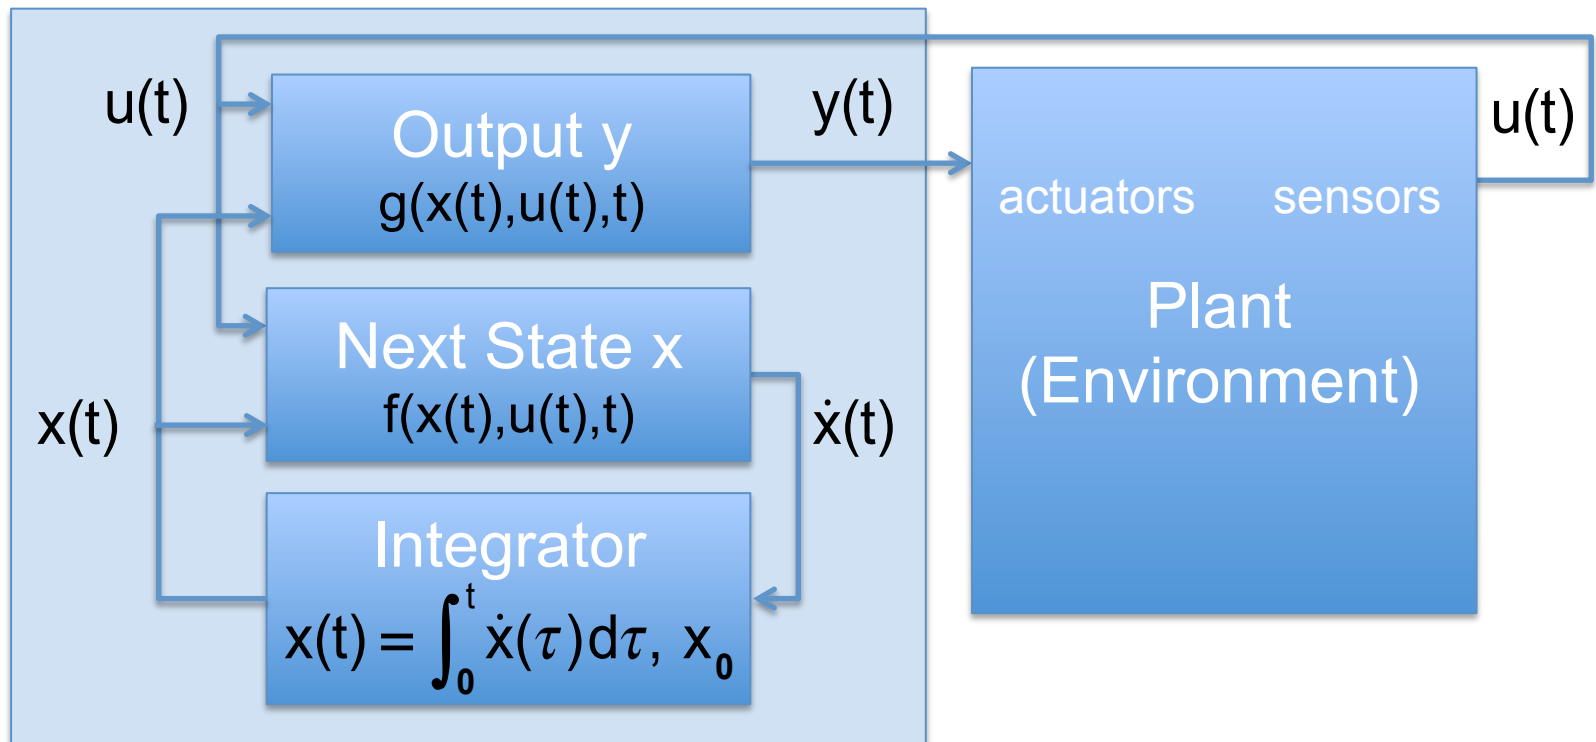 u(t)
Output y
g(x(t),u(t),t)
y(t)
u(t)
actuators sensors
Plant
(Environment)
Next State x
f(x(t),u(t),t)
x(t)
ẋ(t)
Integrator
x(t) = ∫₀ᵗ ẋ(τ)dτ, x₀